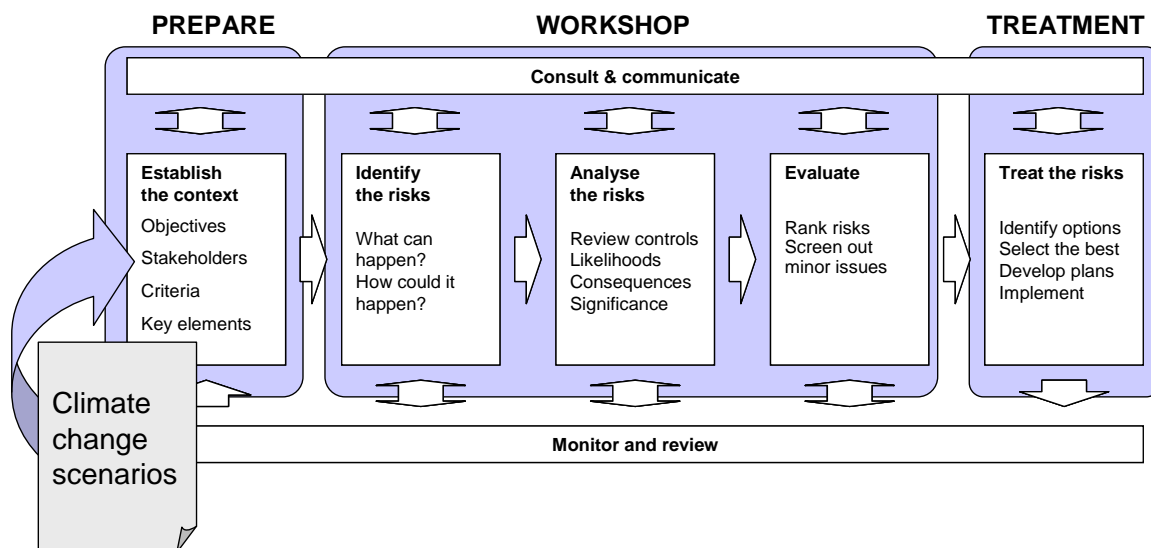 PREPARE
WORKSHOP
TREATMENT
Consult & communicate
Establish
the context
Objectives
Stakeholders
Criteria
Key elements
Identify
the risks
What can
happen?
How could it
happen?
Analyse
the risks
Review controls
Likelihoods
Consequences
Significance
Evaluate
Rank risks
Screen out
minor issues
Treat the risks
Identify options
Select the best
Develop plans
Implement
Climate
change
scenarios
Monitor and review